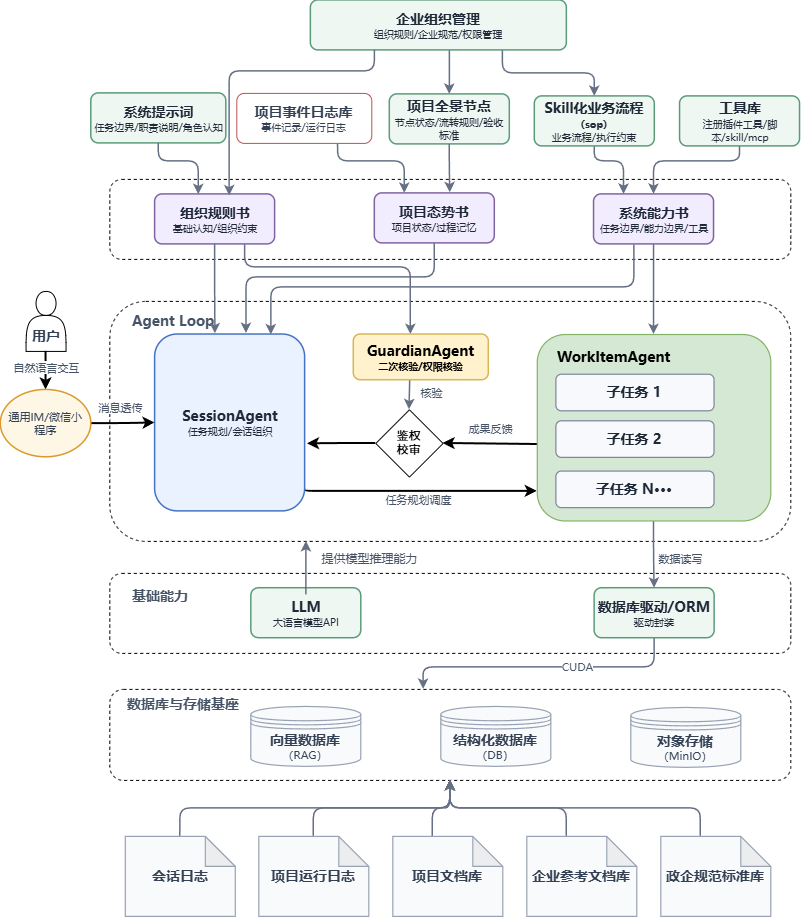 企业组织管理
组织规则/企业规范/权限管理
系统提示词
任务边界/职责说明/角色认知
项目事件日志库
事件记录/运行日志
项目全景节点
节点状态/流转规则/验收
标准
Skill化业务流程
（sop）
业务流程/执行约束
工具库
注册插件工具/脚
本/skill/mcp
组织规则书
基础认知/组织约束
项目态势书
项目状态/过程记忆
系统能力书
任务边界/能力边界/工具
Agent Loop
用户
自然语言交互
通用IM/微信小
程序
消息透传
SessionAgent
任务规划/会话组织
GuardianAgent
二次核验/权限核验
核验
鉴权
校审
成果反馈
任务规划调度
WorkItemAgent
子任务 1
子任务 2
子任务 N•••
提供模型推理能力
数据读写
基础能力
LLM
大语言模型API
数据库驱动/ORM
驱动封装
CUDA
数据库与存储基座
向量数据库
（RAG）
结构化数据库
（DB）
对象存储
（MinIO）
会话日志
项目运行日志
项目文档库
企业参考文档库
政企规范标准库